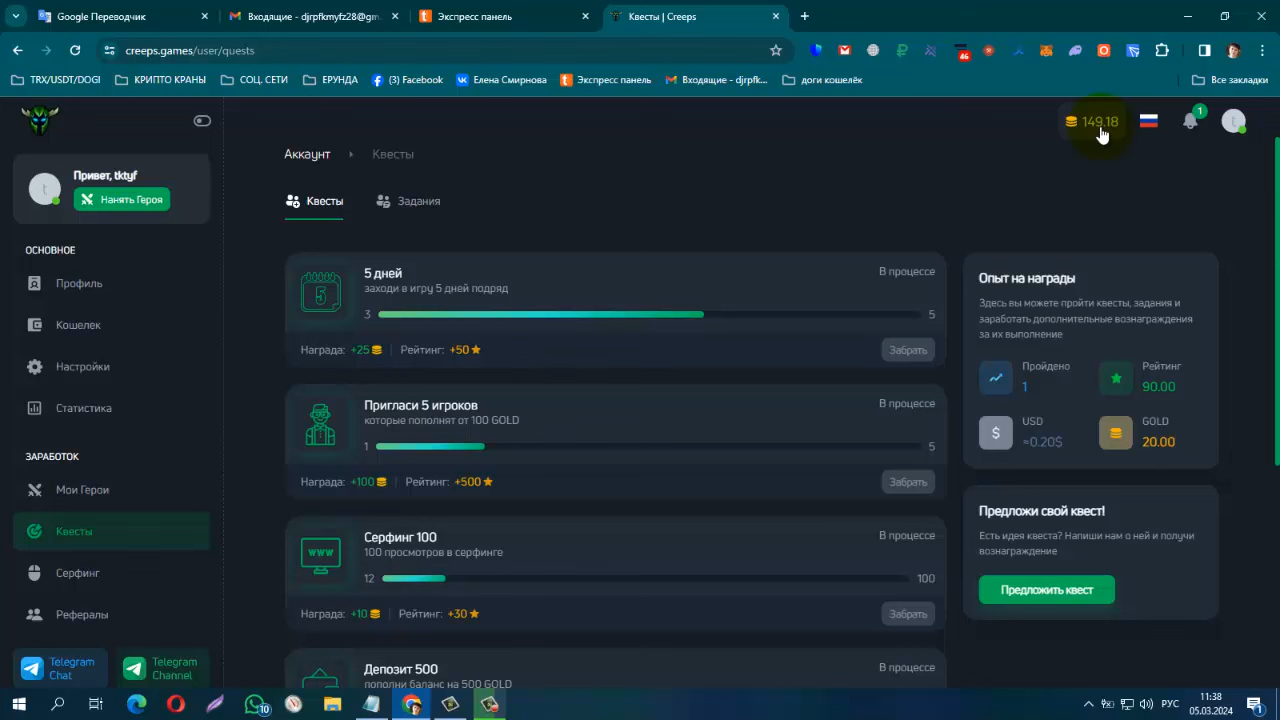 Google Переводчик
Входящие - djrpfkmyfz28@gm
Экспресс панель
Квесты | Creeps
creeps.games/user/quests
46
TRX/USDT/DOGI
КРИПТО КРАНЫ
СОЦ. СЕТИ
ЕРУНДА
(3) Facebook
Елена Смирнова
Экспресс панель
Входящие - djrpfk...
доги кошелёк
Все закладки
149.18
1
t
Аккаунт
Квесты
Привет, tktyf
t
Нанять Героя
Квесты
Задания
ОСНОВНОЕ
Профиль
Кошелек
Настройки
Статистика
ЗАРАБОТОК
Мои Герои
Квесты
Серфинг
Рефералы
Telegram
Chat
Telegram
Channel
5
5 дней
заходи в игру 5 дней подряд
В процессе
3
5
Награда: +25
Рейтинг: +50
Забрать
Пригласи 5 игроков
которые пополнят от 100 GOLD
В процессе
1
5
Награда: +100
Рейтинг: +500
Забрать
www
Серфинг 100
100 просмотров в серфинге
В процессе
12
100
Награда: +10
Рейтинг: +30
Забрать
Депозит 500
пополни баланс на 500 GOLD
В процессе
Опыт на награды
Здесь вы можете пройти квесты, задания и
заработать дополнительные вознаграждения
за их выполнение
Пройдено
1
Рейтинг
90.00
$
USD
≈0.20$
GOLD
20.00
Предложи свой квест!
Есть идея квеста? Напиши нам о ней и получи
вознаграждение
Предложить квест
10
РУС
11:38
05.03.2024
1